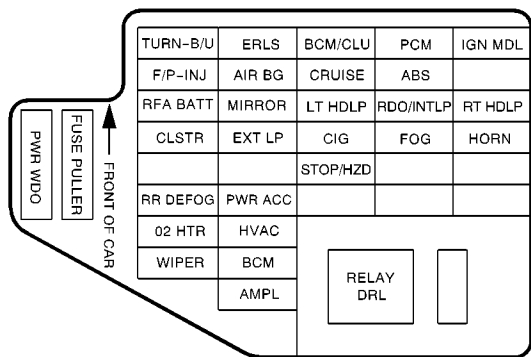 TURN-B/U ERLS BCM/CLU PCM IGN MDL
F/P-INJ AIR BG CRUISE ABS
RFA BATT MIRROR LT HDLP RDO/INTLP RT HDLP
CLSTR EXT LP CIG FOG HORN
STOP/HZD
RR DEFOG PWR ACC
02 HTR HVAC
WIPER BCM
AMPL
RELAY
DRL
PWR WDO
FUSE PULLER
FRONT OF CAR